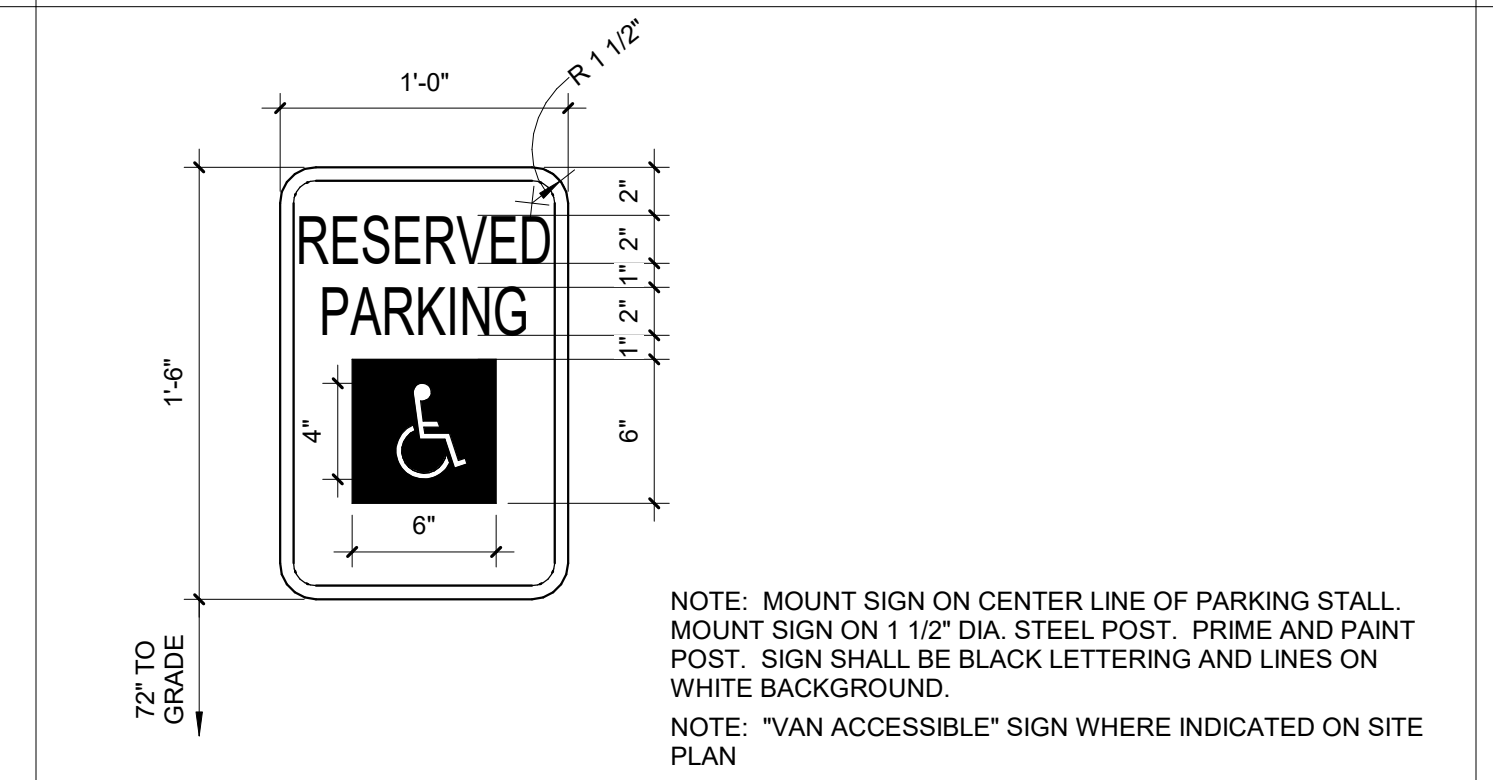 1'-0"
R 1 1/2"
2"
RESERVED
2"
1"
PARKING
2"
1"
1'-6"
4"
6"
6"
72" TO
GRADE
NOTE:  MOUNT SIGN ON CENTER LINE OF PARKING STALL.
MOUNT SIGN ON 1 1/2" DIA. STEEL POST.  PRIME AND PAINT
POST.  SIGN SHALL BE BLACK LETTERING AND LINES ON
WHITE BACKGROUND.
NOTE:  "VAN ACCESSIBLE" SIGN WHERE INDICATED ON SITE
PLAN